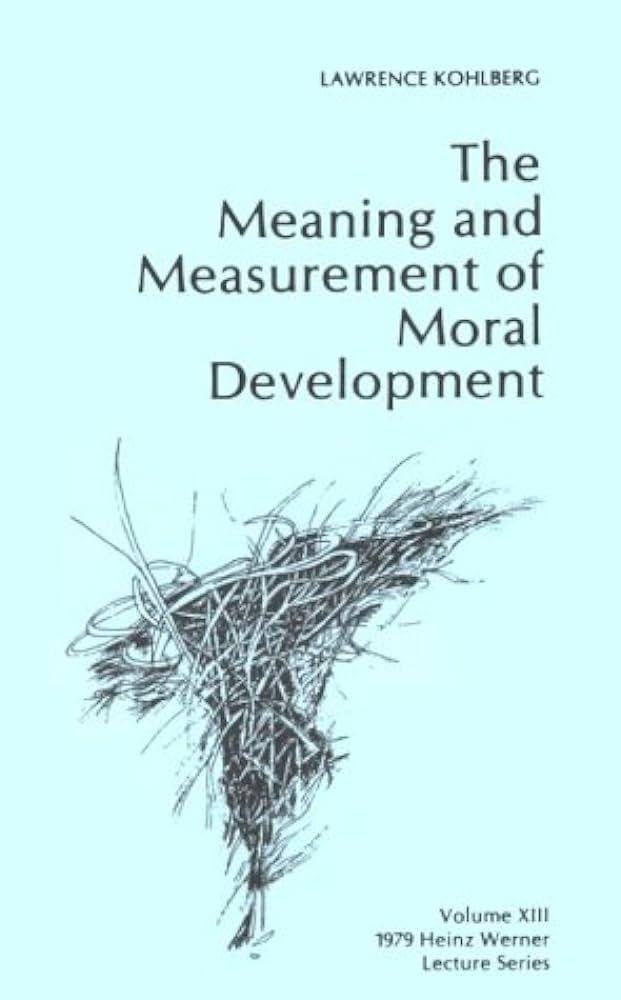 LAWRENCE KOHLBERG
The
Meaning and
Measurement of
Moral
Development
Volume XIII
1979 Heinz Werner
Lecture Series